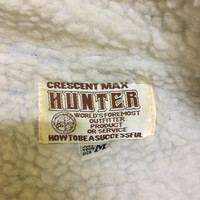 CRESCENT MAX
HUNTER
WORLD'S FOREMOST
OUTFITTER
PRODUCT
OR SERVICE
HOW TO BE A SUCCESSFUL
M